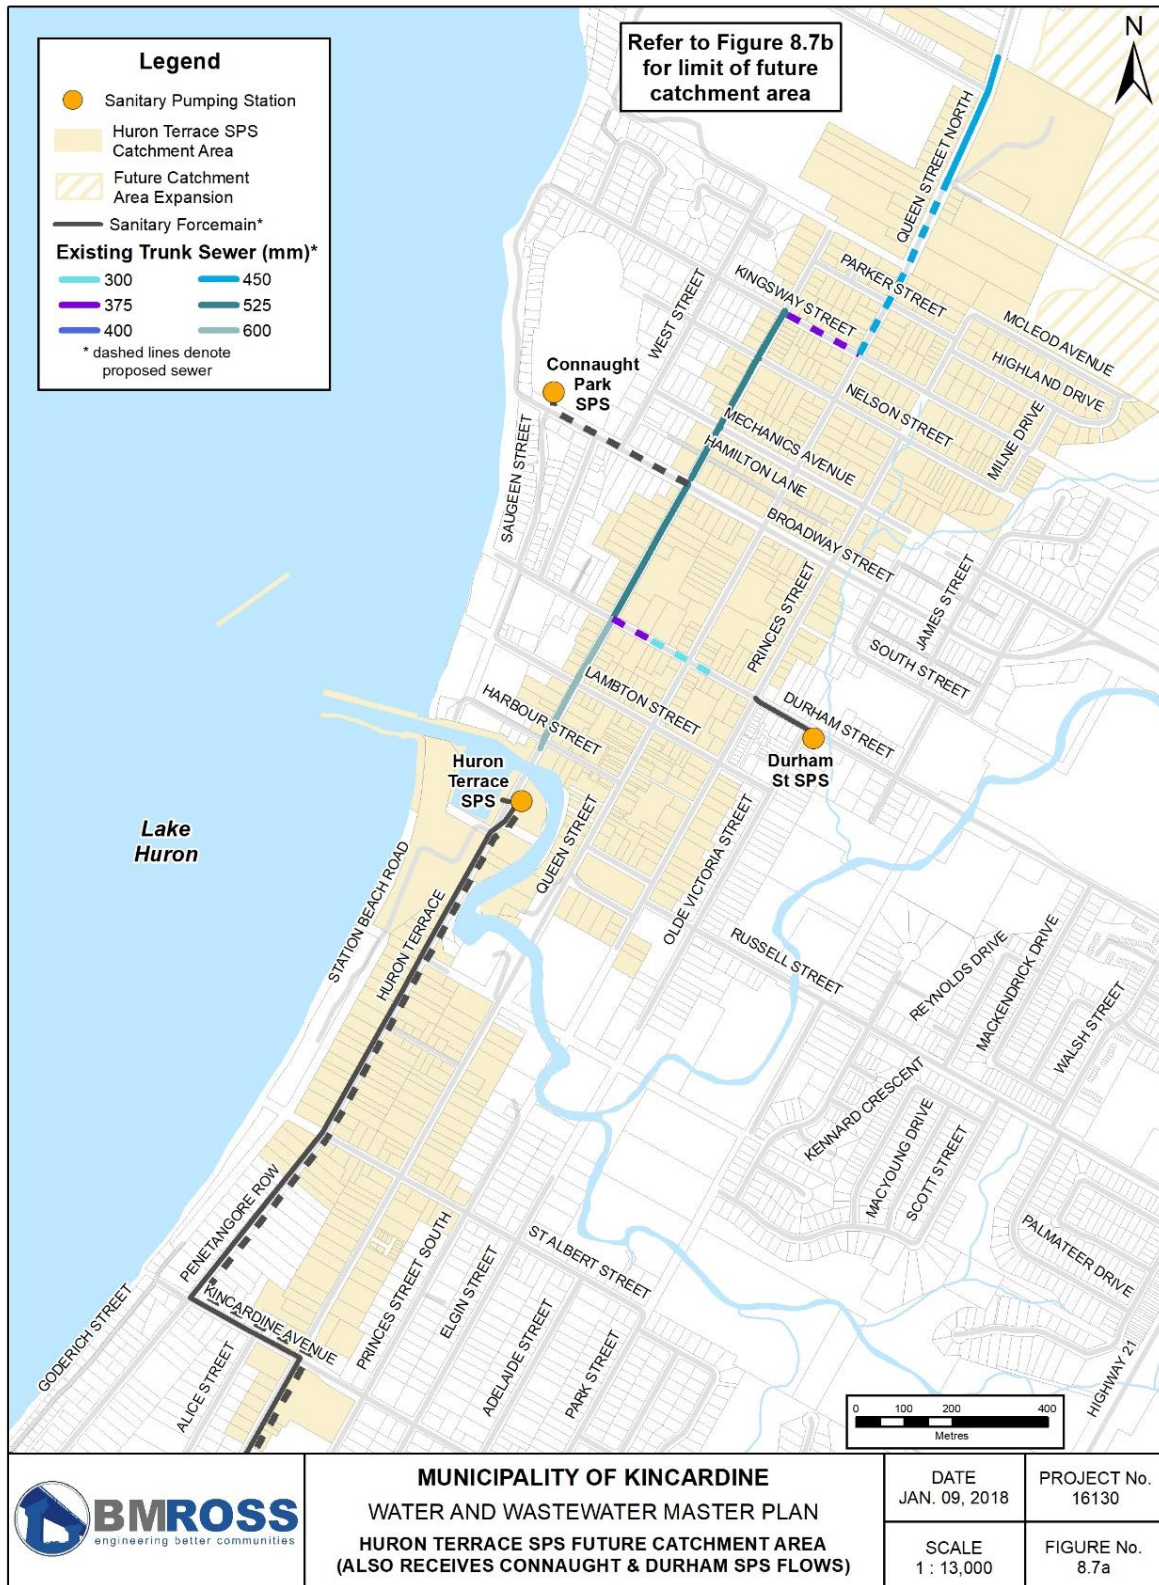 Refer to Figure 8.7b
for limit of future
catchment area
N
Legend
Sanitary Pumping Station
Huron Terrace SPS
Catchment Area
Future Catchment
Area Expansion
Sanitary Forcemain*
Existing Trunk Sewer (mm)*
300
450
375
525
400
600
* dashed lines denote
proposed sewer
QUEEN STREET NORTH
PARKER STREET
KINGSWAY STREET
MCLEOD AVENUE
HIGHLAND DRIVE
WEST STREET
NELSON STREET
MILNE DRIVE
Connaught
Park
SPS
MECHANICS AVENUE
HAMILTON LANE
SAUGEEN STREET
BROADWAY STREET
JAMES STREET
PRINCES STREET
SOUTH STREET
LAMBTON STREET
HARBOUR STREET
DURHAM STREET
Durham
St SPS
Huron
Terrace
SPS
Lake
Huron
QUEEN STREET
OLDE VICTORIA STREET
STATION BEACH ROAD
HURON TERRACE
RUSSELL STREET
REYNOLDS DRIVE
MACKENDRICK DRIVE
WALSH STREET
KENNARD CRESCENT
MACYOUNG DRIVE
SCOTT STREET
PENETANGORE ROW
PALMATEER DRIVE
ST ALBERT STREET
PRINCES STREET SOUTH
ELGIN STREET
GODERICH STREET
KINCARDINE AVENUE
ALICE STREET
ADELAIDE STREET
PARK STREET
HIGHWAY 21
0 100 200 400
Metres
BMROSS
engineering better communities
MUNICIPALITY OF KINCARDINE
WATER AND WASTEWATER MASTER PLAN
HURON TERRACE SPS FUTURE CATCHMENT AREA
(ALSO RECEIVES CONNAUGHT & DURHAM SPS FLOWS)
DATE
JAN. 09, 2018
PROJECT No.
16130
SCALE
1 : 13,000
FIGURE No.
8.7a